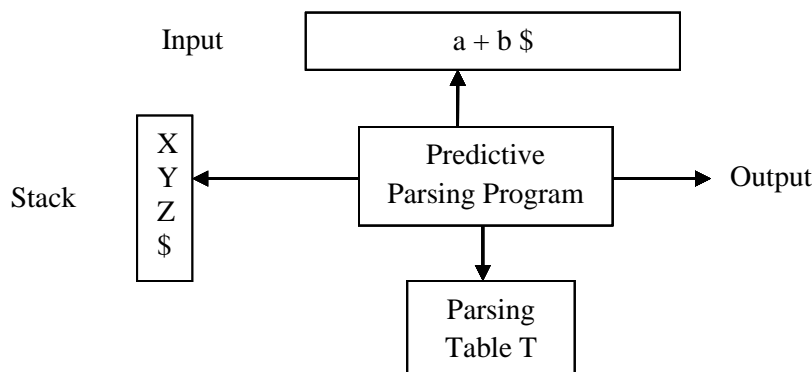 Input
a + b $
Stack
X
Y
Z
$
Predictive
Parsing Program
Output
Parsing
Table T